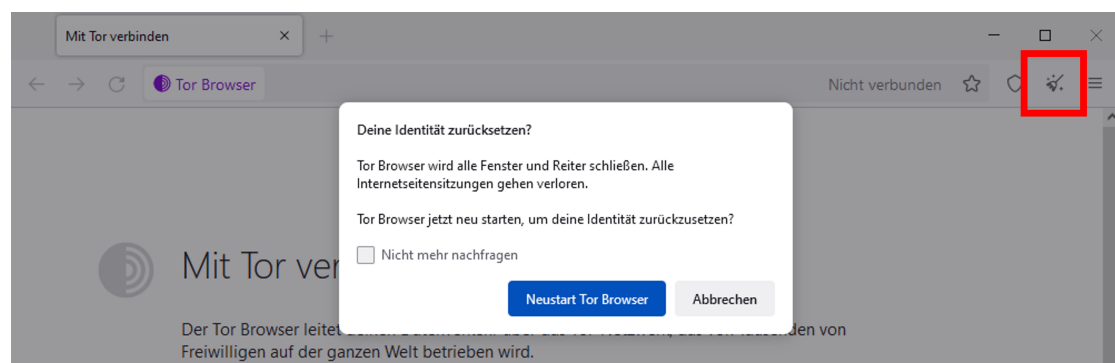 Mit Tor verbinden
Tor Browser
Nicht verbunden
Deine Identität zurücksetzen?
Tor Browser wird alle Fenster und Reiter schließen. Alle
Internetseitensitzungen gehen verloren.
Tor Browser jetzt neu starten, um deine Identität zurückzusetzen?
Nicht mehr nachfragen
Neustart Tor Browser
Abbrechen
Mit Tor ver
Der Tor Browser leitet den von
Freiwilligen auf der ganzen Welt betrieben wird.